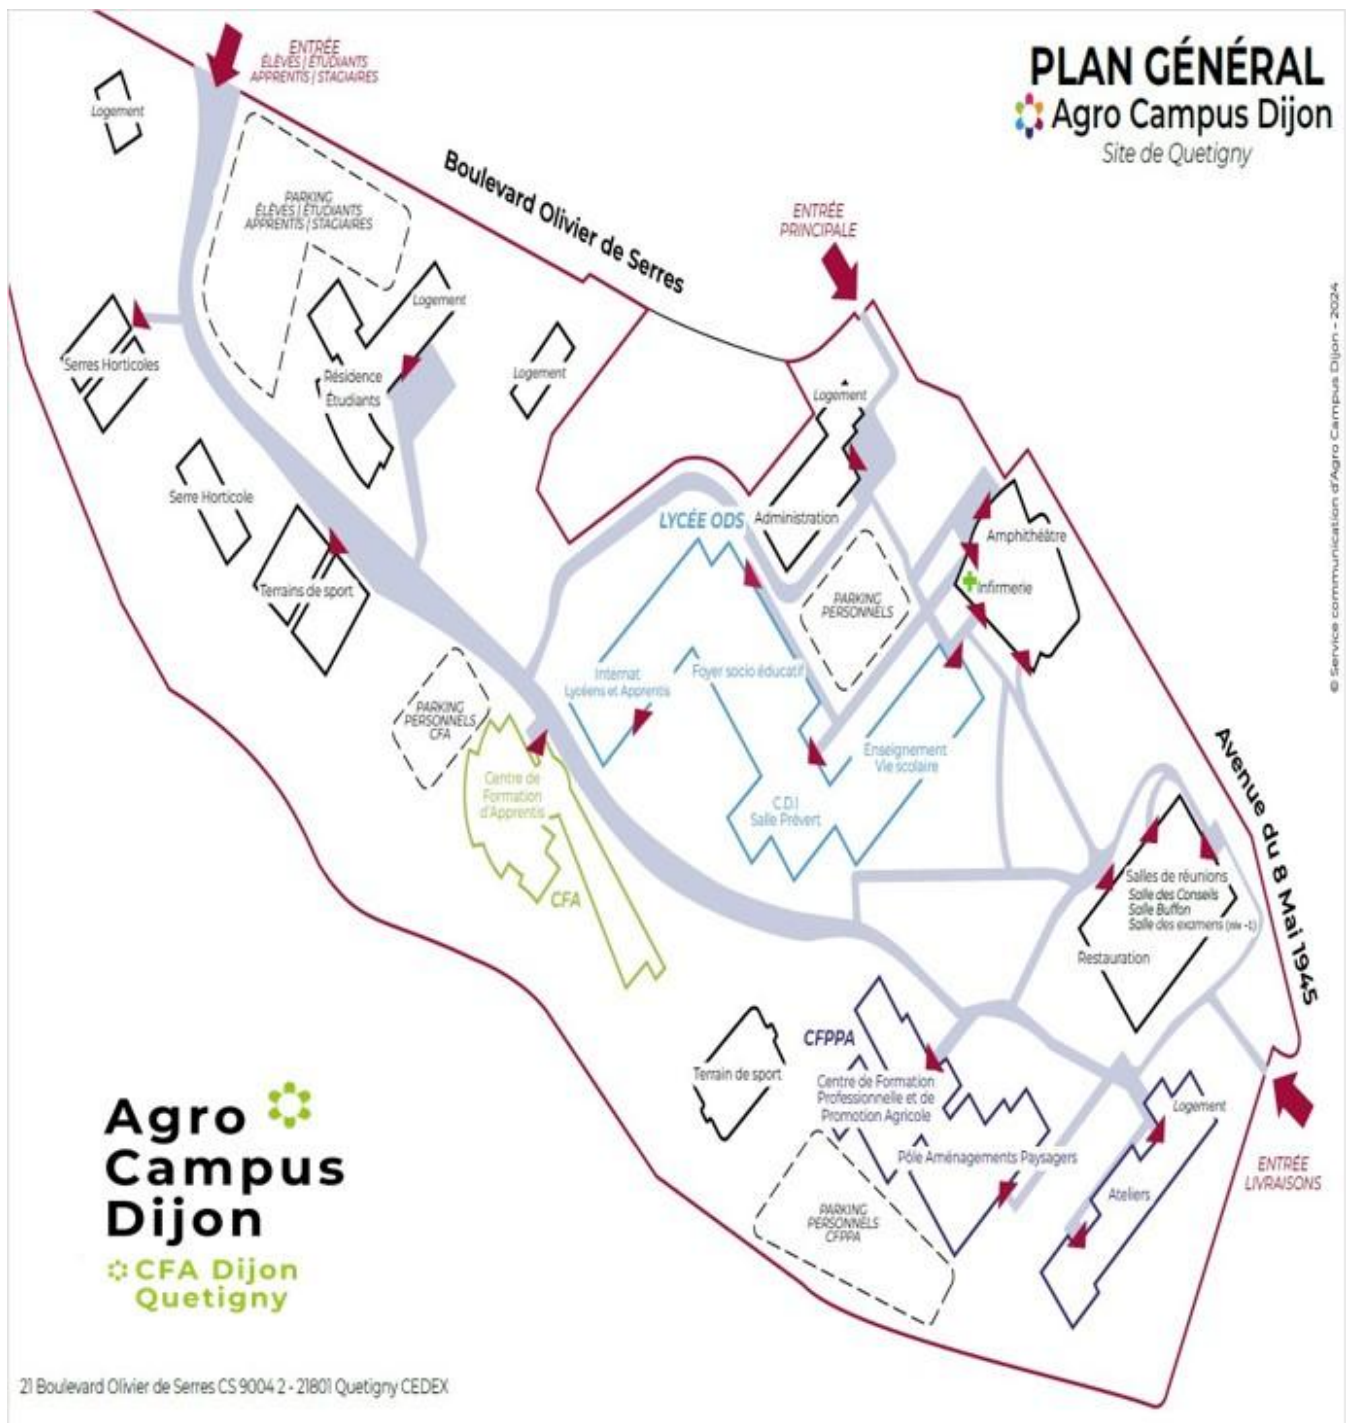 PLAN GÉNÉRAL
Agro Campus Dijon
Site de Quetigny
ENTRÉE
ÉLÈVES | ÉTUDIANTS
APPRENTIS | STAGIAIRES
Logement
PARKING
ÉLÈVES | ÉTUDIANTS
APPRENTIS | STAGIAIRES
Boulevard Olivier de Serres
ENTRÉE
PRINCIPALE
Logement
Serres Horticoles
Résidence
Étudiants
Logement
Logement
Serre Horticole
LYCÉE ODS
Administration
Amphithéâtre
Infirmerie
Terrains de sport
PARKING
PERSONNELS
Internat
Lycéens et Apprentis
Foyer socio éducatif
PARKING
PERSONNELS
CFA
Enseignement
Vie scolaire
Centre de
Formation
d'Apprentis
C.D.I
Salle Prévert
CFA
Avenue du 8 Mai 1945
Salles de réunions
Salle des Conseils
Salle Buffon
Salle des examens (niv -1)
Restauration
CFPPA
Terrain de sport
Centre de Formation
Professionnelle et de
Promotion Agricole
Logement
Pôle Aménagements Paysagers
Ateliers
PARKING
PERSONNELS
CFPPA
ENTRÉE
LIVRAISONS
Agro
Campus
Dijon
CFA Dijon
Quetigny
21 Boulevard Olivier de Serres CS 9004 2 - 21801 Quetigny CEDEX
© Service communication d'Agro Campus Dijon - 2024